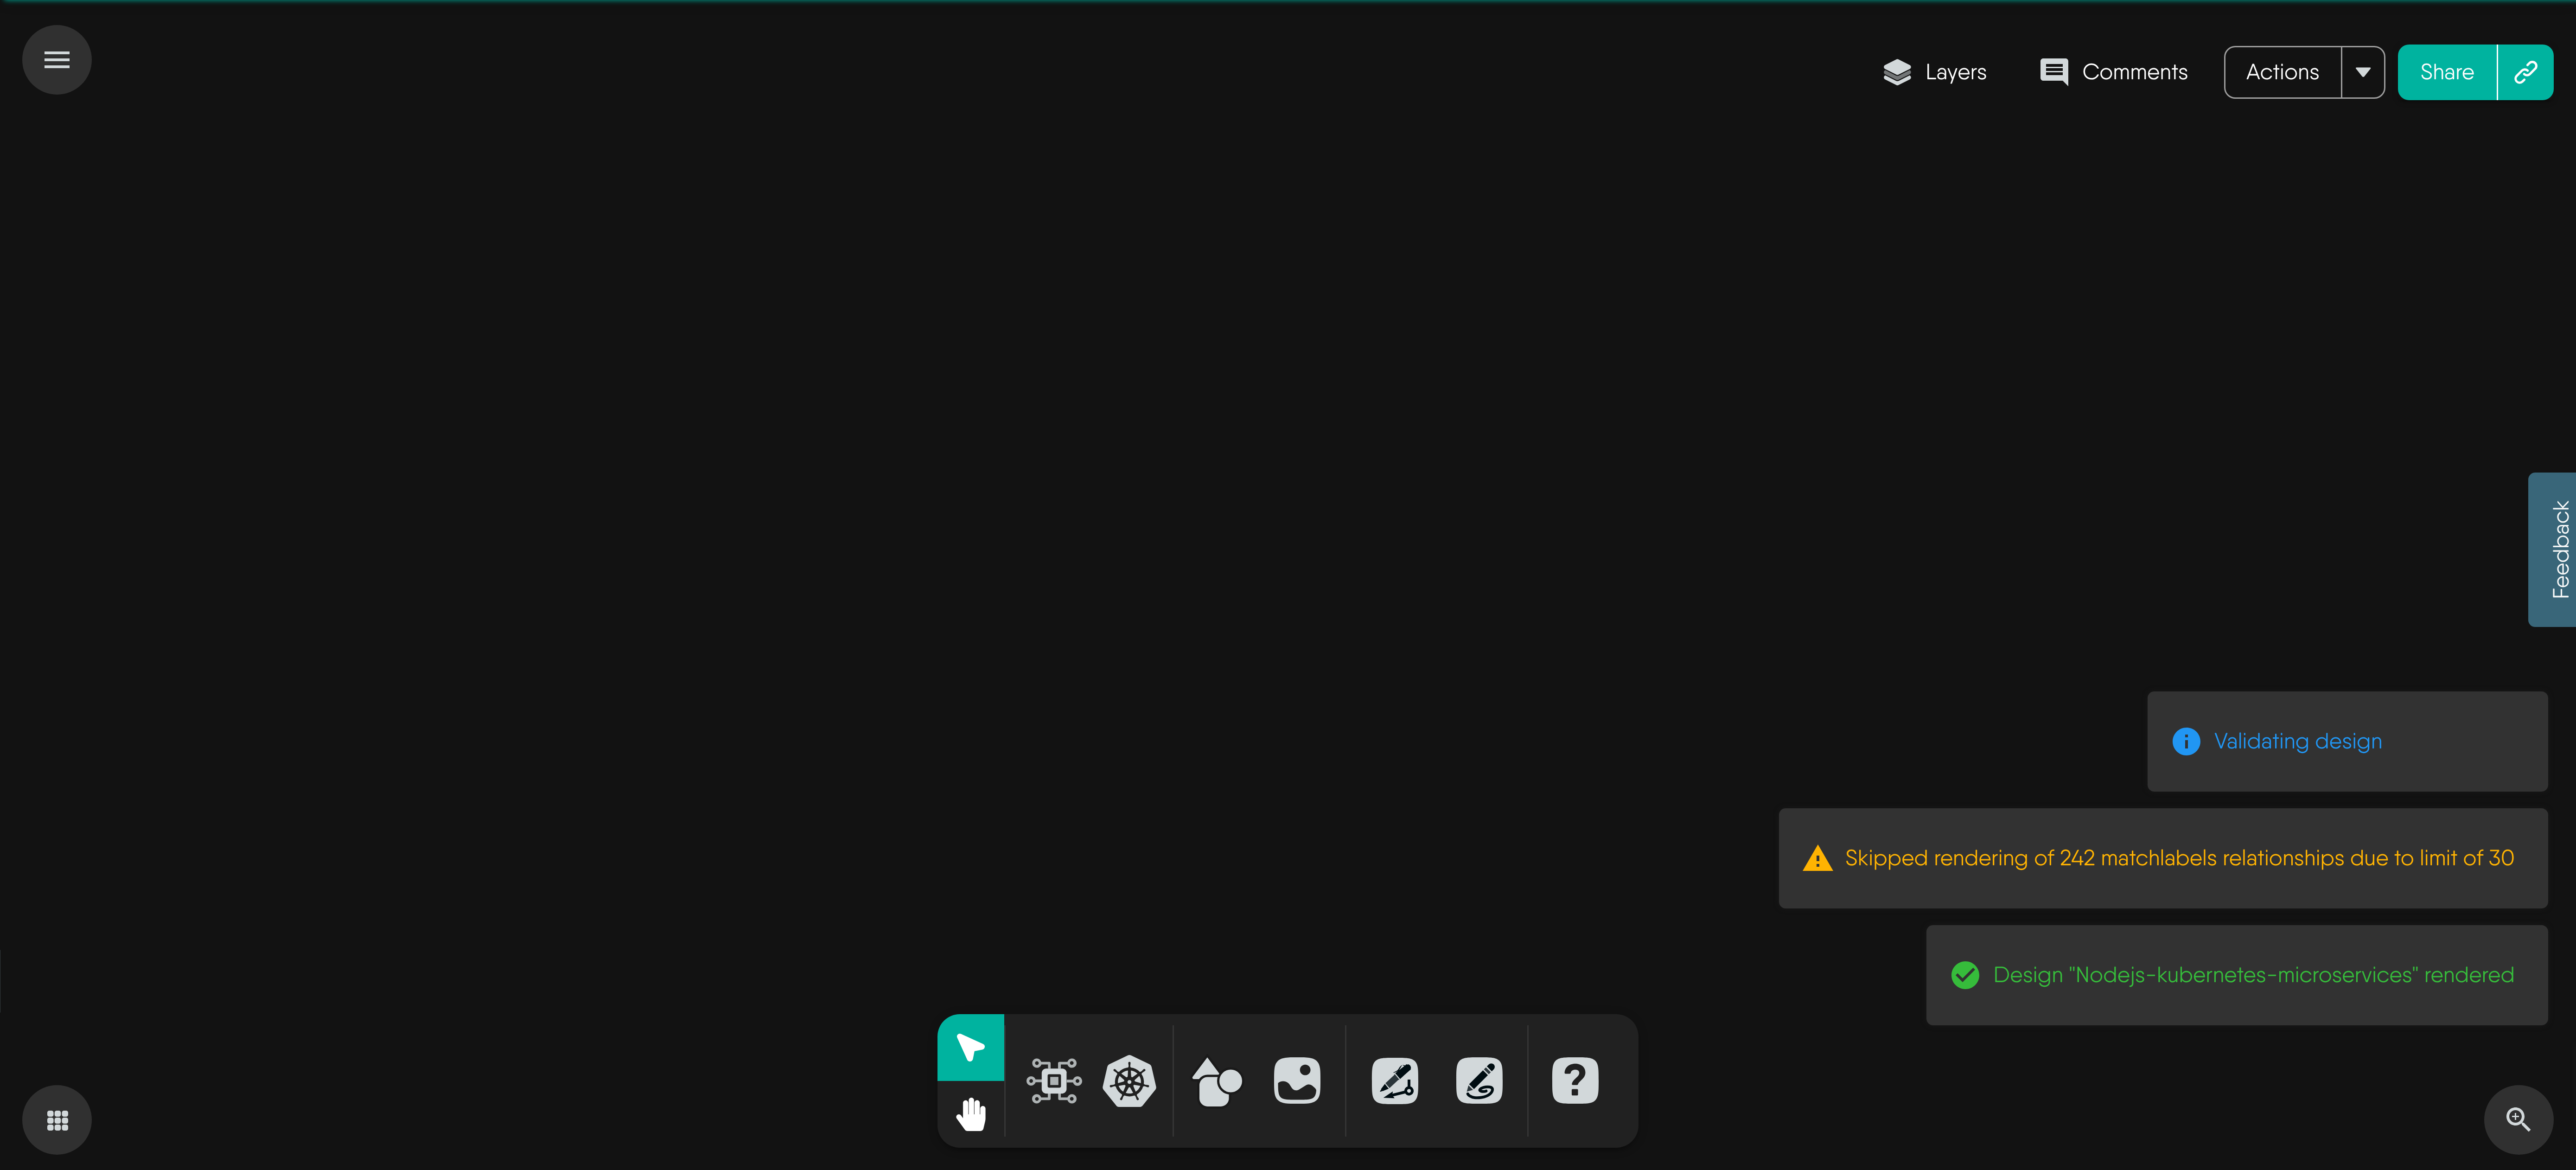 Layers
Comments
Actions
Share
Feedback
Validating design
Skipped rendering of 242 matchlabels relationships due to limit of 30
Design "Nodejs-kubernetes-microservices" rendered